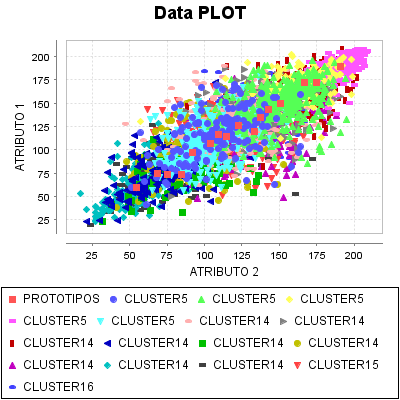 Data PLOT
200
175
150
125
100
75
50
25
ATRIBUTO 1
25 50 75 100 125 150 175 200
ATRIBUTO 2
PROTOTIPOS CLUSTER5 CLUSTER5 CLUSTER5
CLUSTER5 CLUSTER5 CLUSTER14 CLUSTER14
CLUSTER14 CLUSTER14 CLUSTER14 CLUSTER14
CLUSTER14 CLUSTER14 CLUSTER14 CLUSTER15
CLUSTER16